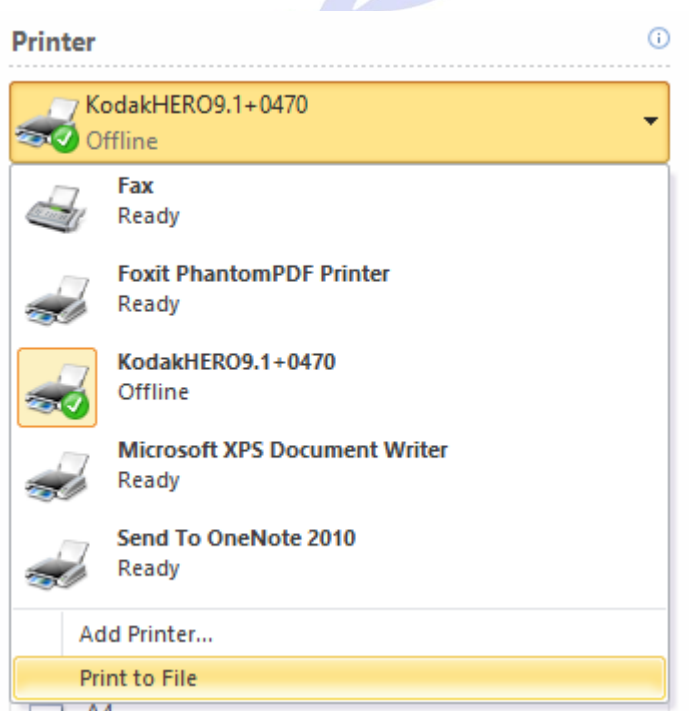 Printer
KodakHERO9.1+0470
Offline
Fax
Ready
Foxit PhantomPDF Printer
Ready
KodakHERO9.1+0470
Offline
Microsoft XPS Document Writer
Ready
Send To OneNote 2010
Ready
Add Printer...
Print to File